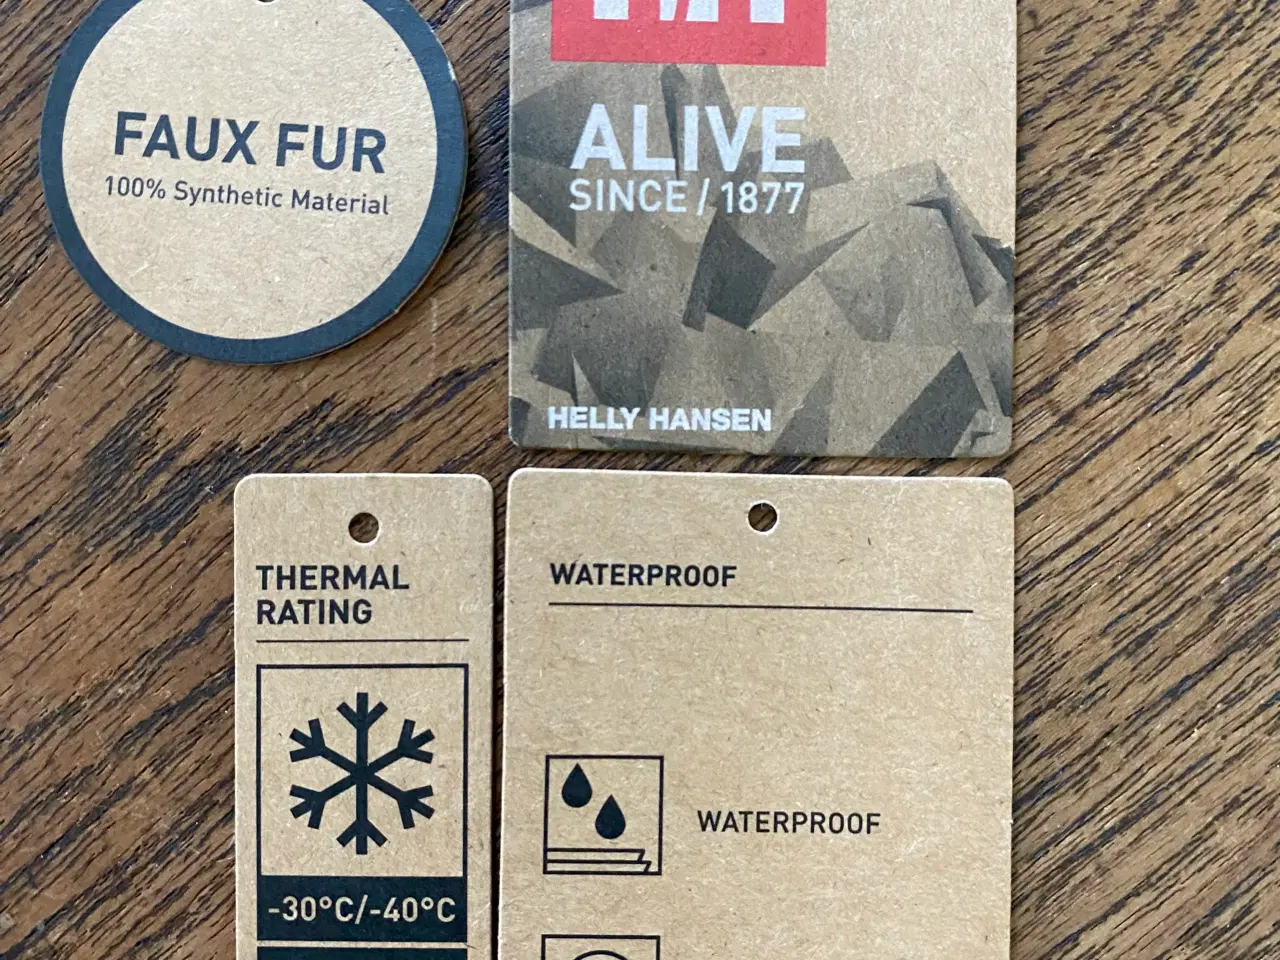 FAUX FUR
100% Synthetic Material
ALIVE
SINCE / 1877
HELLY HANSEN
THERMAL
RATING
-30°C/-40°C
WATERPROOF
WATERPROOF